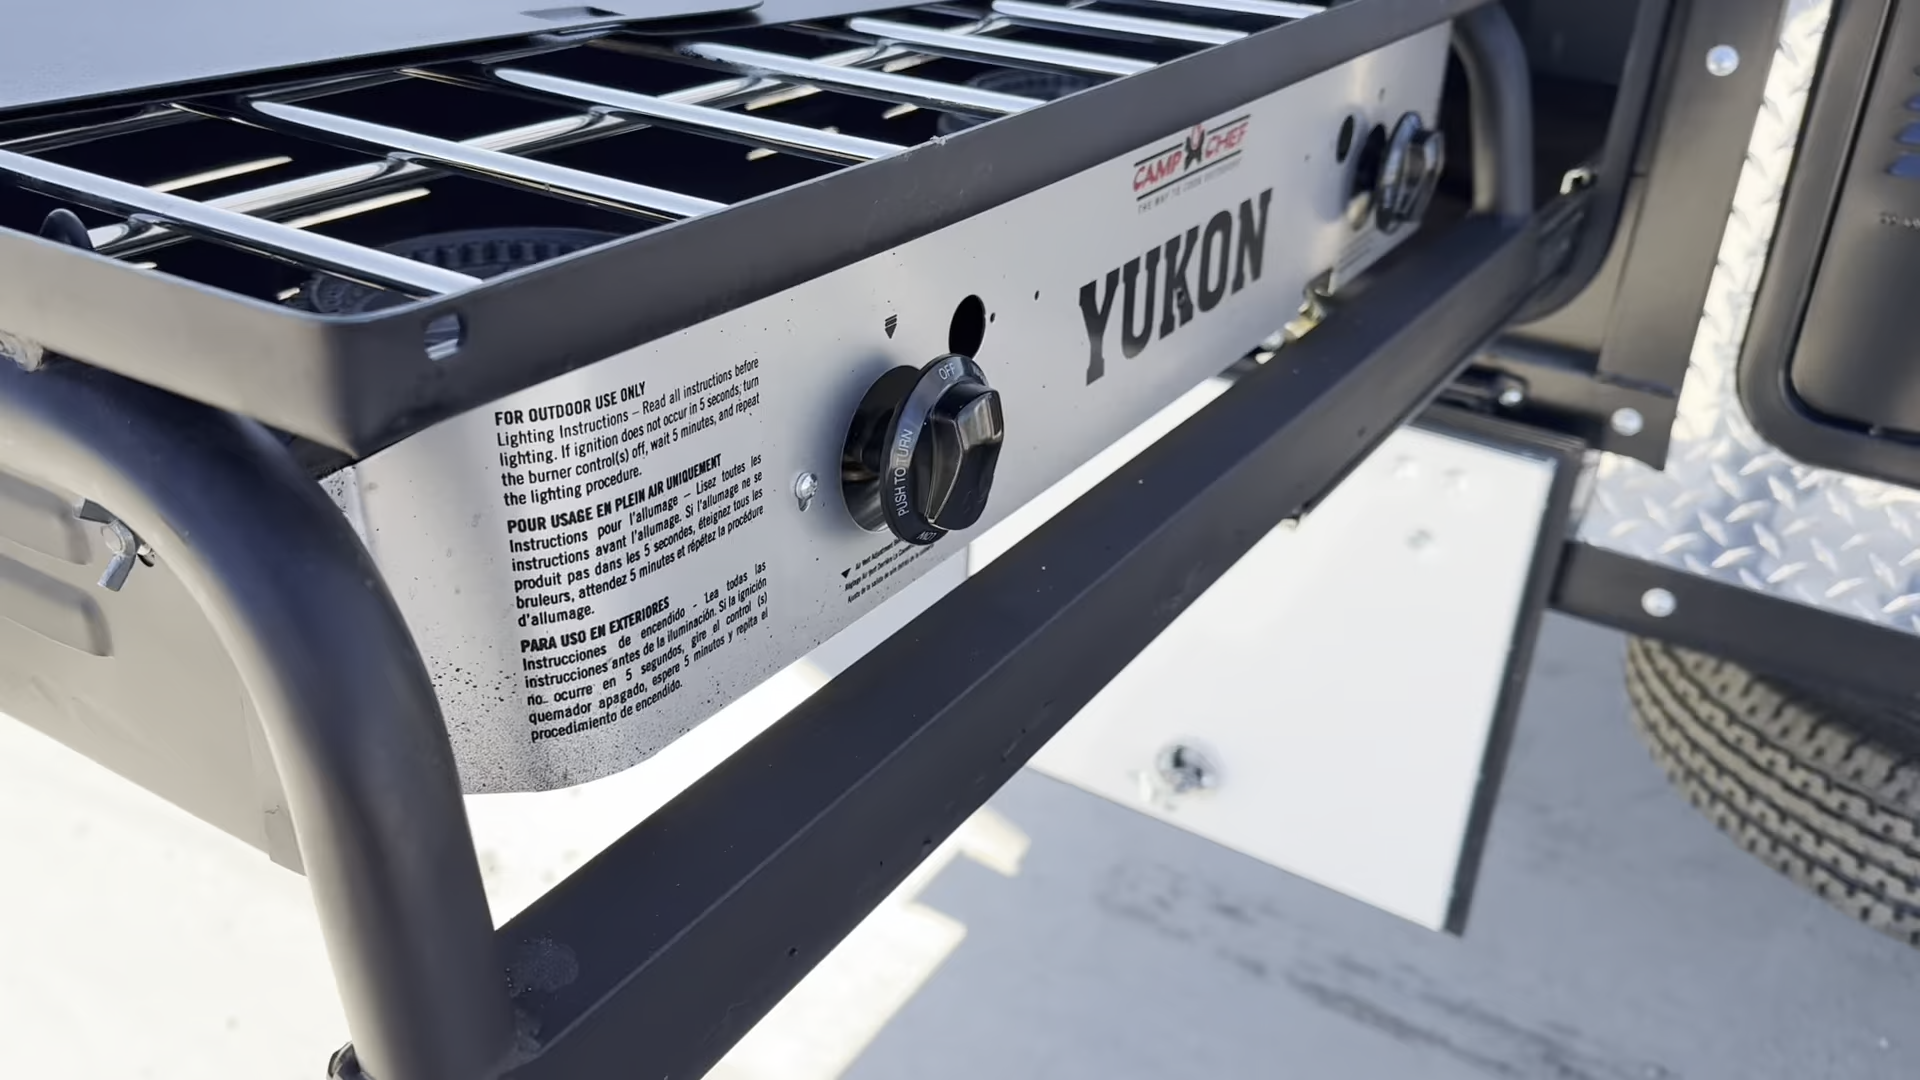 CAMP CHEF
THE WAY TO COOK OUTDOORS
YUKON
OFF
PUSH TO TURN
LOW
FOR OUTDOOR USE ONLY
Lighting Instructions – Read all instructions before
lighting. If ignition does not occur in 5 seconds, turn
the burner control(s) off, wait 5 minutes, and repeat
the lighting procedure.
POUR USAGE EN PLEIN AIR UNIQUEMENT
Instructions pour l'allumage – Lisez toutes les
instructions avant l'allumage. Si l'allumage ne se
produit pas dans les 5 secondes, éteignez tous les
bruleurs, attendez 5 minutes et répétez la procédure
d'allumage.
PARA USO EN EXTERIORES
Instrucciones de encendido - Lea todas las
instrucciones antes de la iluminación. Si la ignición
no ocurre en 5 segundos, gire el control (s)
quemador apagado, espere 5 minutos y repita el
procedimiento de encendido.